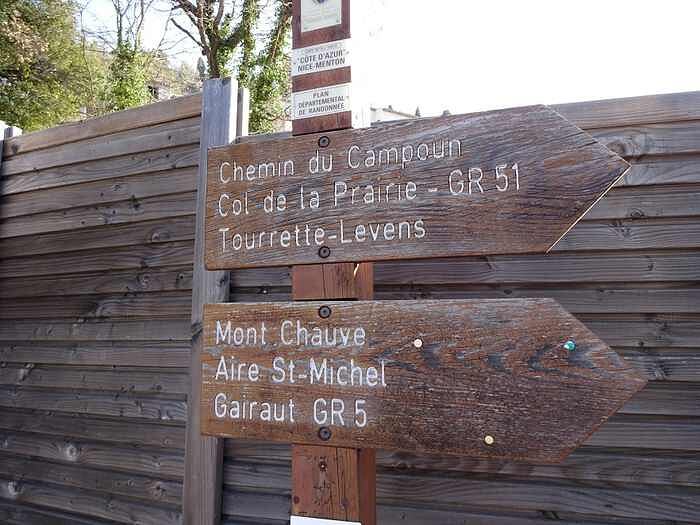 "CÔTE D'AZUR"
NICE-MENTON
PLAN
DÉPARTEMENTAL
DE RANDONNÉE
Chemin du Campoun
Col de la Prairie - GR 51
Tourrette-Levens
Mont Chauve
Aire St-Michel
Gairaut GR 5